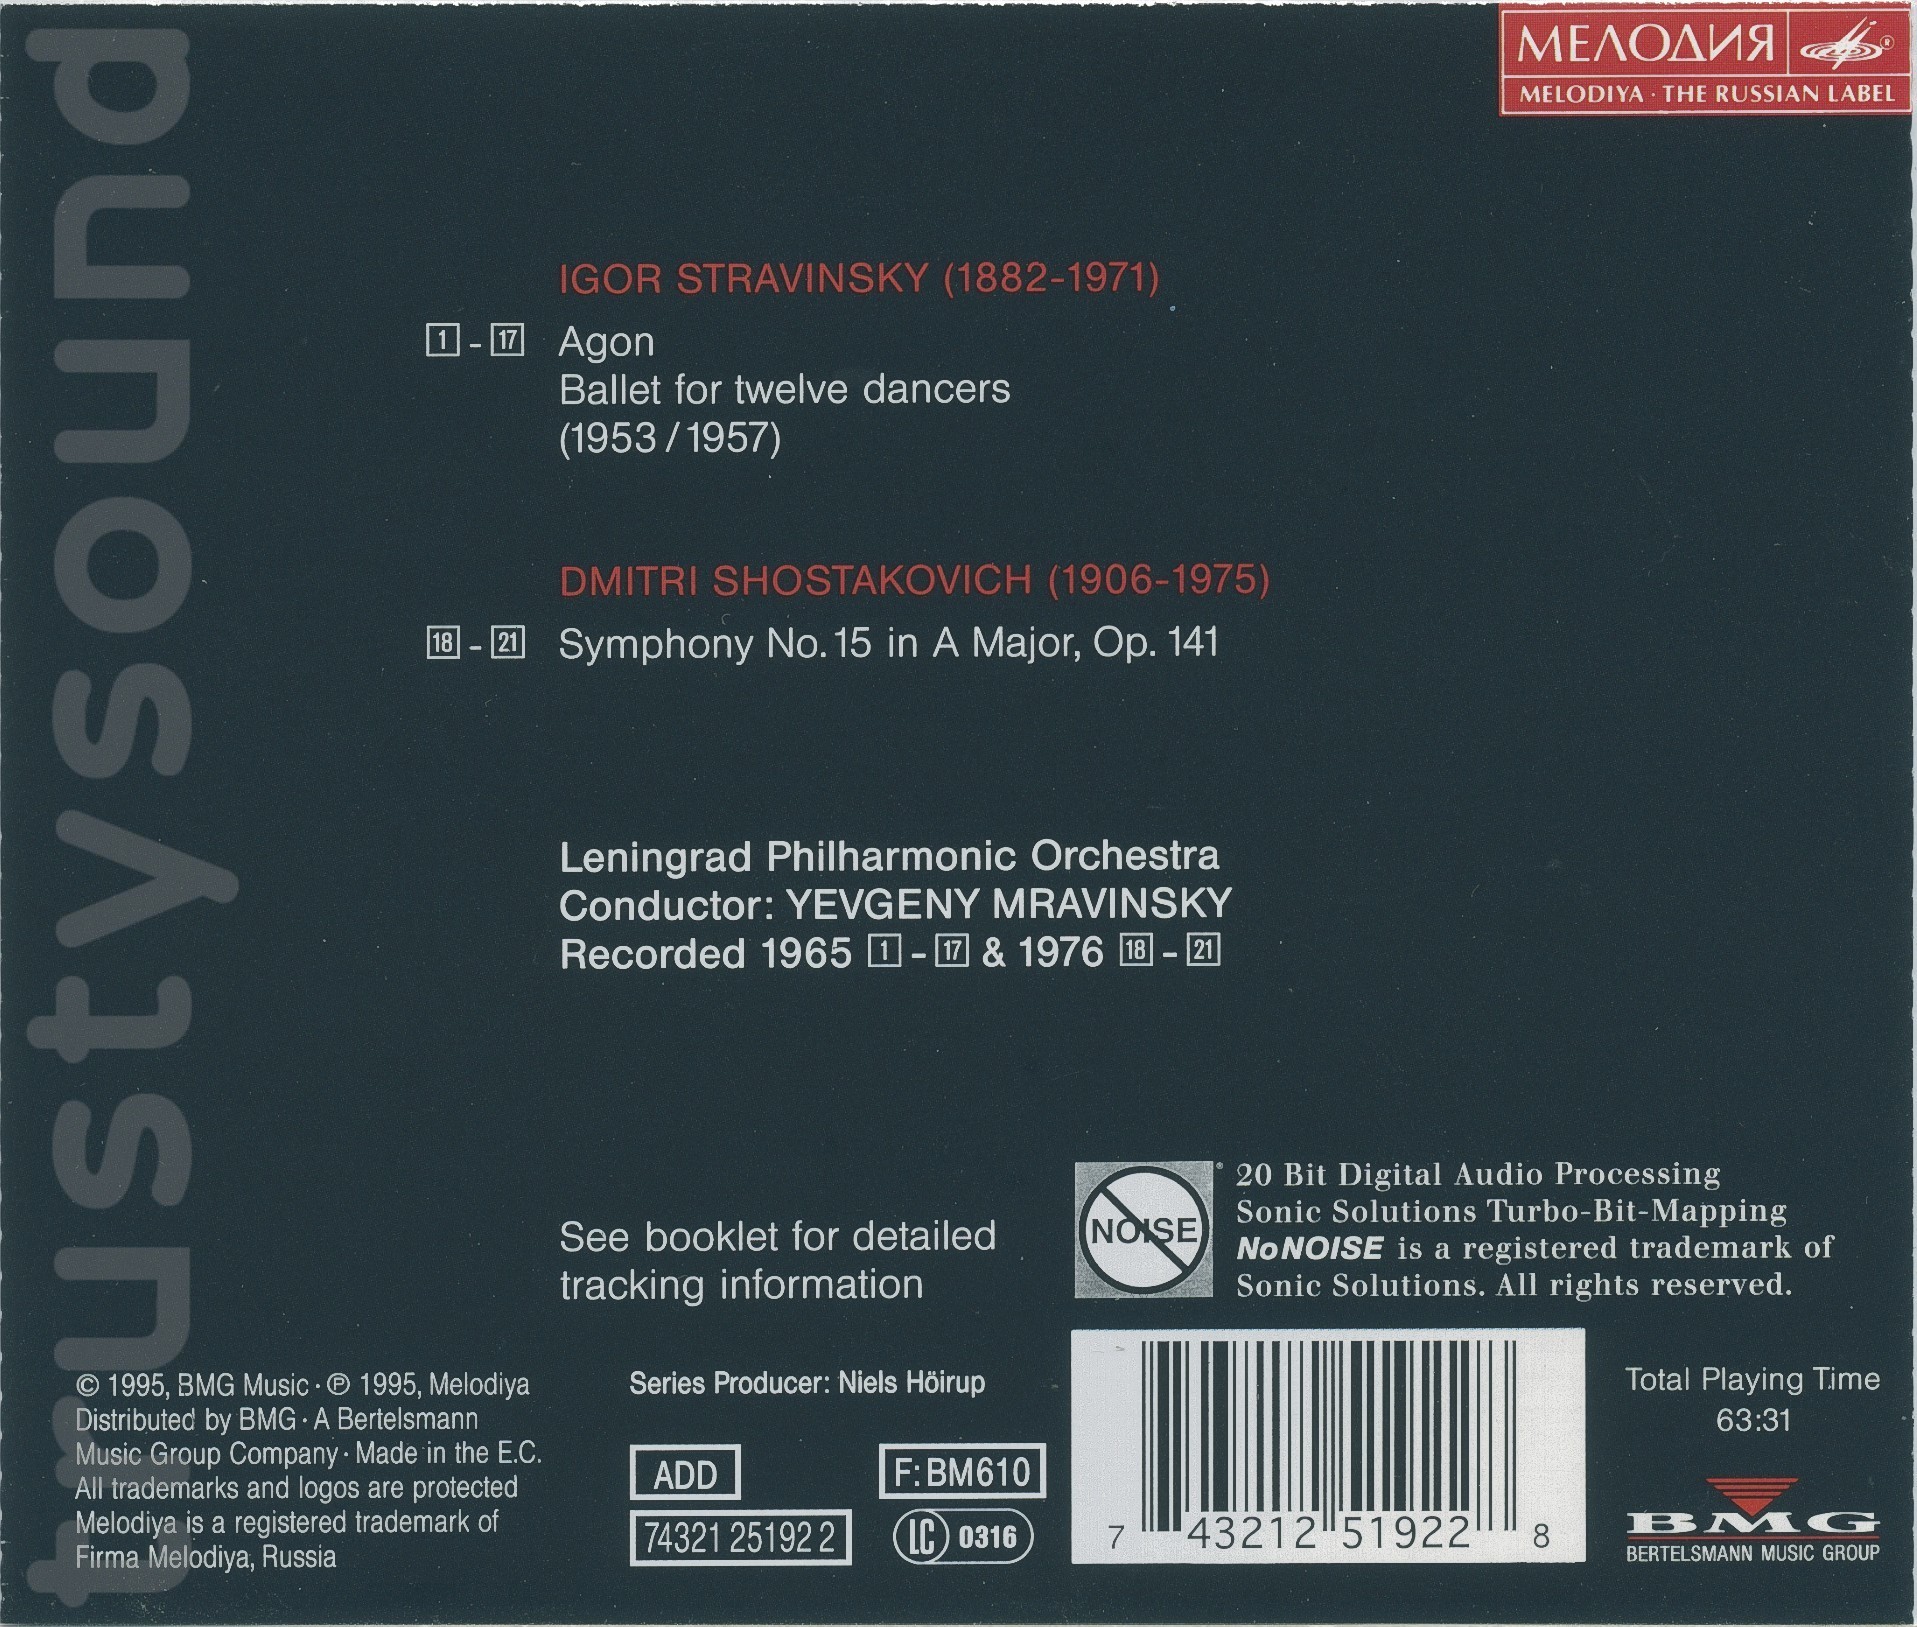 МЕЛОДИЯ
MELODIYA · THE RUSSIAN LABEL
IGOR STRAVINSKY (1882-1971)
1 - 17 Agon
Ballet for twelve dancers
(1953 / 1957)
DMITRI SHOSTAKOVICH (1906-1975)
18 - 21 Symphony No. 15 in A Major, Op. 141
Leningrad Philharmonic Orchestra
Conductor: YEVGENY MRAVINSKY
Recorded 1965 1 - 17 & 1976 18 - 21
See booklet for detailed
tracking information
NOISE
20 Bit Digital Audio Processing
Sonic Solutions Turbo-Bit-Mapping
NoNOISE is a registered trademark of
Sonic Solutions. All rights reserved.
© 1995, BMG Music · ℗ 1995, Melodiya
Distributed by BMG · A Bertelsmann
Music Group Company · Made in the E.C.
All trademarks and logos are protected
Melodiya is a registered trademark of
Firma Melodiya, Russia
Series Producer: Niels Höirup
ADD
F: BM610
74321 25192 2
LC 0316
7 43212 51922 8
Total Playing Time
63:31
BMG
BERTELSMANN MUSIC GROUP
tmustysound